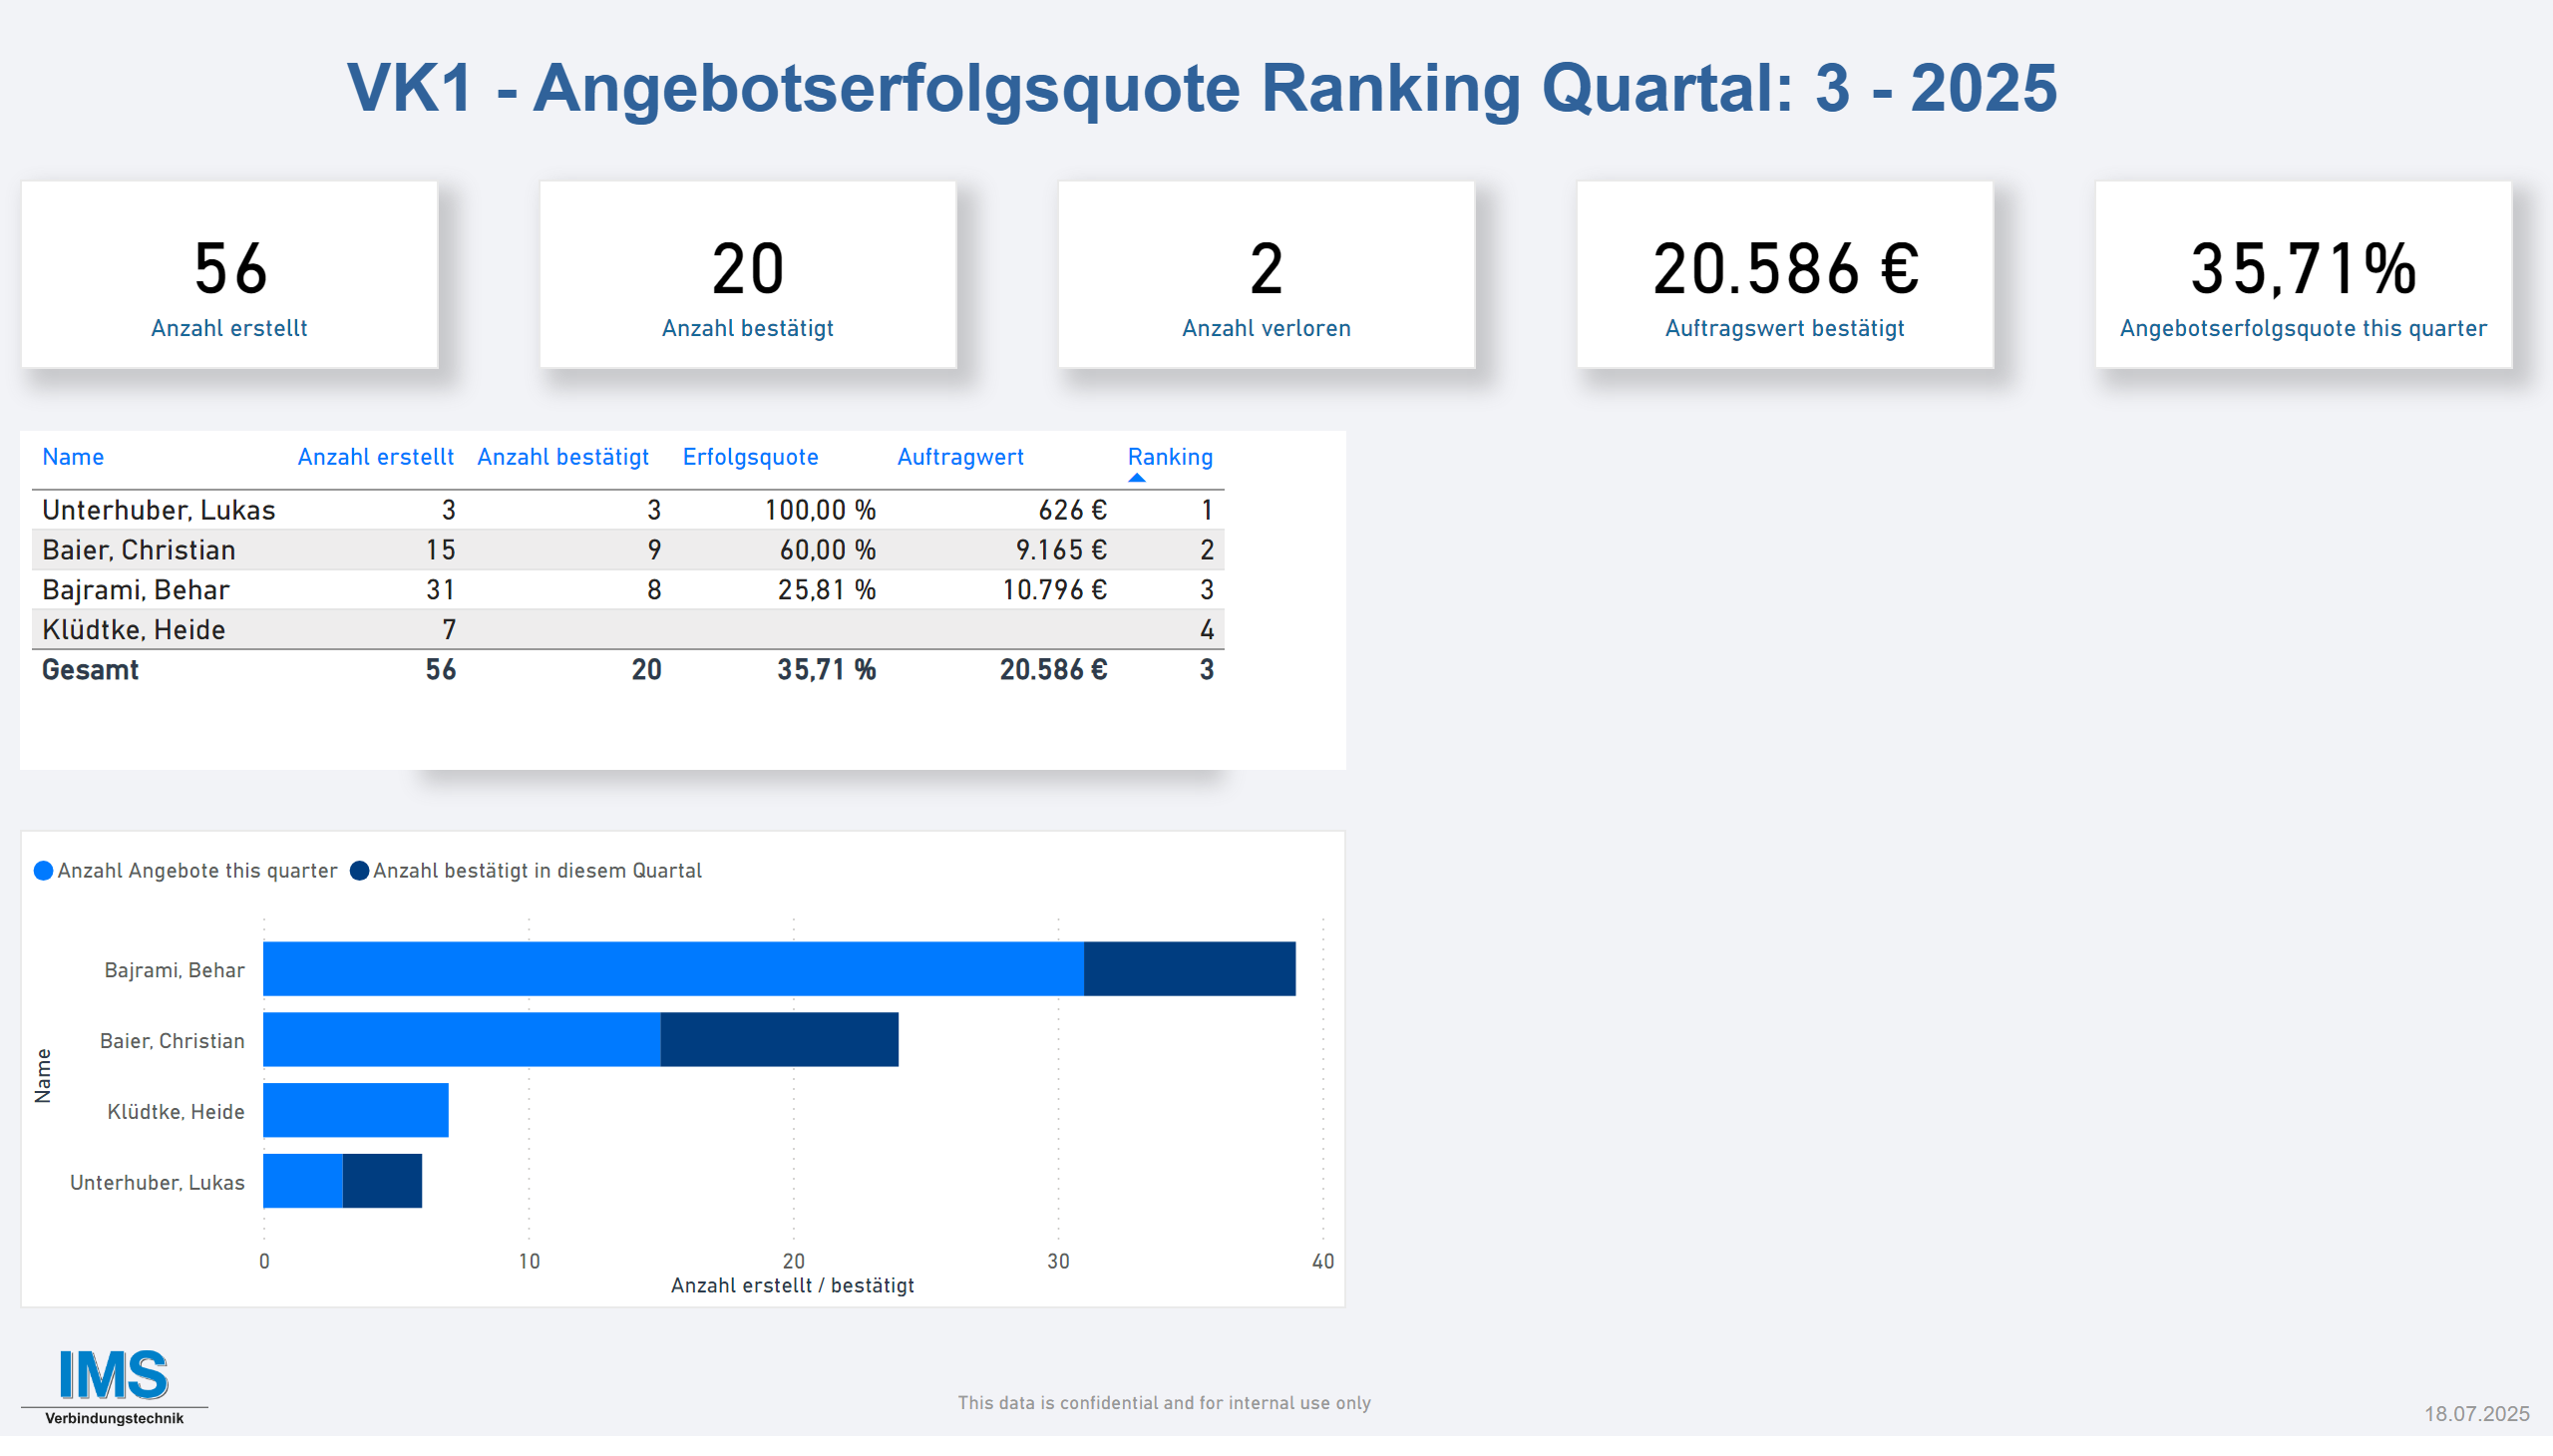 VK1 - Angebotserfolgsquote Ranking Quartal: 3 - 2025
56
Anzahl erstellt
20
Anzahl bestätigt
2
Anzahl verloren
20.586 €
Auftragswert bestätigt
35,71%
Angebotserfolgsquote this quarter
Name Anzahl erstellt Anzahl bestätigt Erfolgsquote Auftragwert Ranking
Unterhuber, Lukas 3 3 100,00 % 626 € 1
Baier, Christian 15 9 60,00 % 9.165 € 2
Bajrami, Behar 31 8 25,81 % 10.796 € 3
Klüdtke, Heide 7 4
Gesamt 56 20 35,71 % 20.586 € 3
Anzahl Angebote this quarter Anzahl bestätigt in diesem Quartal
Name
Bajrami, Behar
Baier, Christian
Klüdtke, Heide
Unterhuber, Lukas
0 10 20 30 40
Anzahl erstellt / bestätigt
IMS
Verbindungstechnik
This data is confidential and for internal use only
18.07.2025